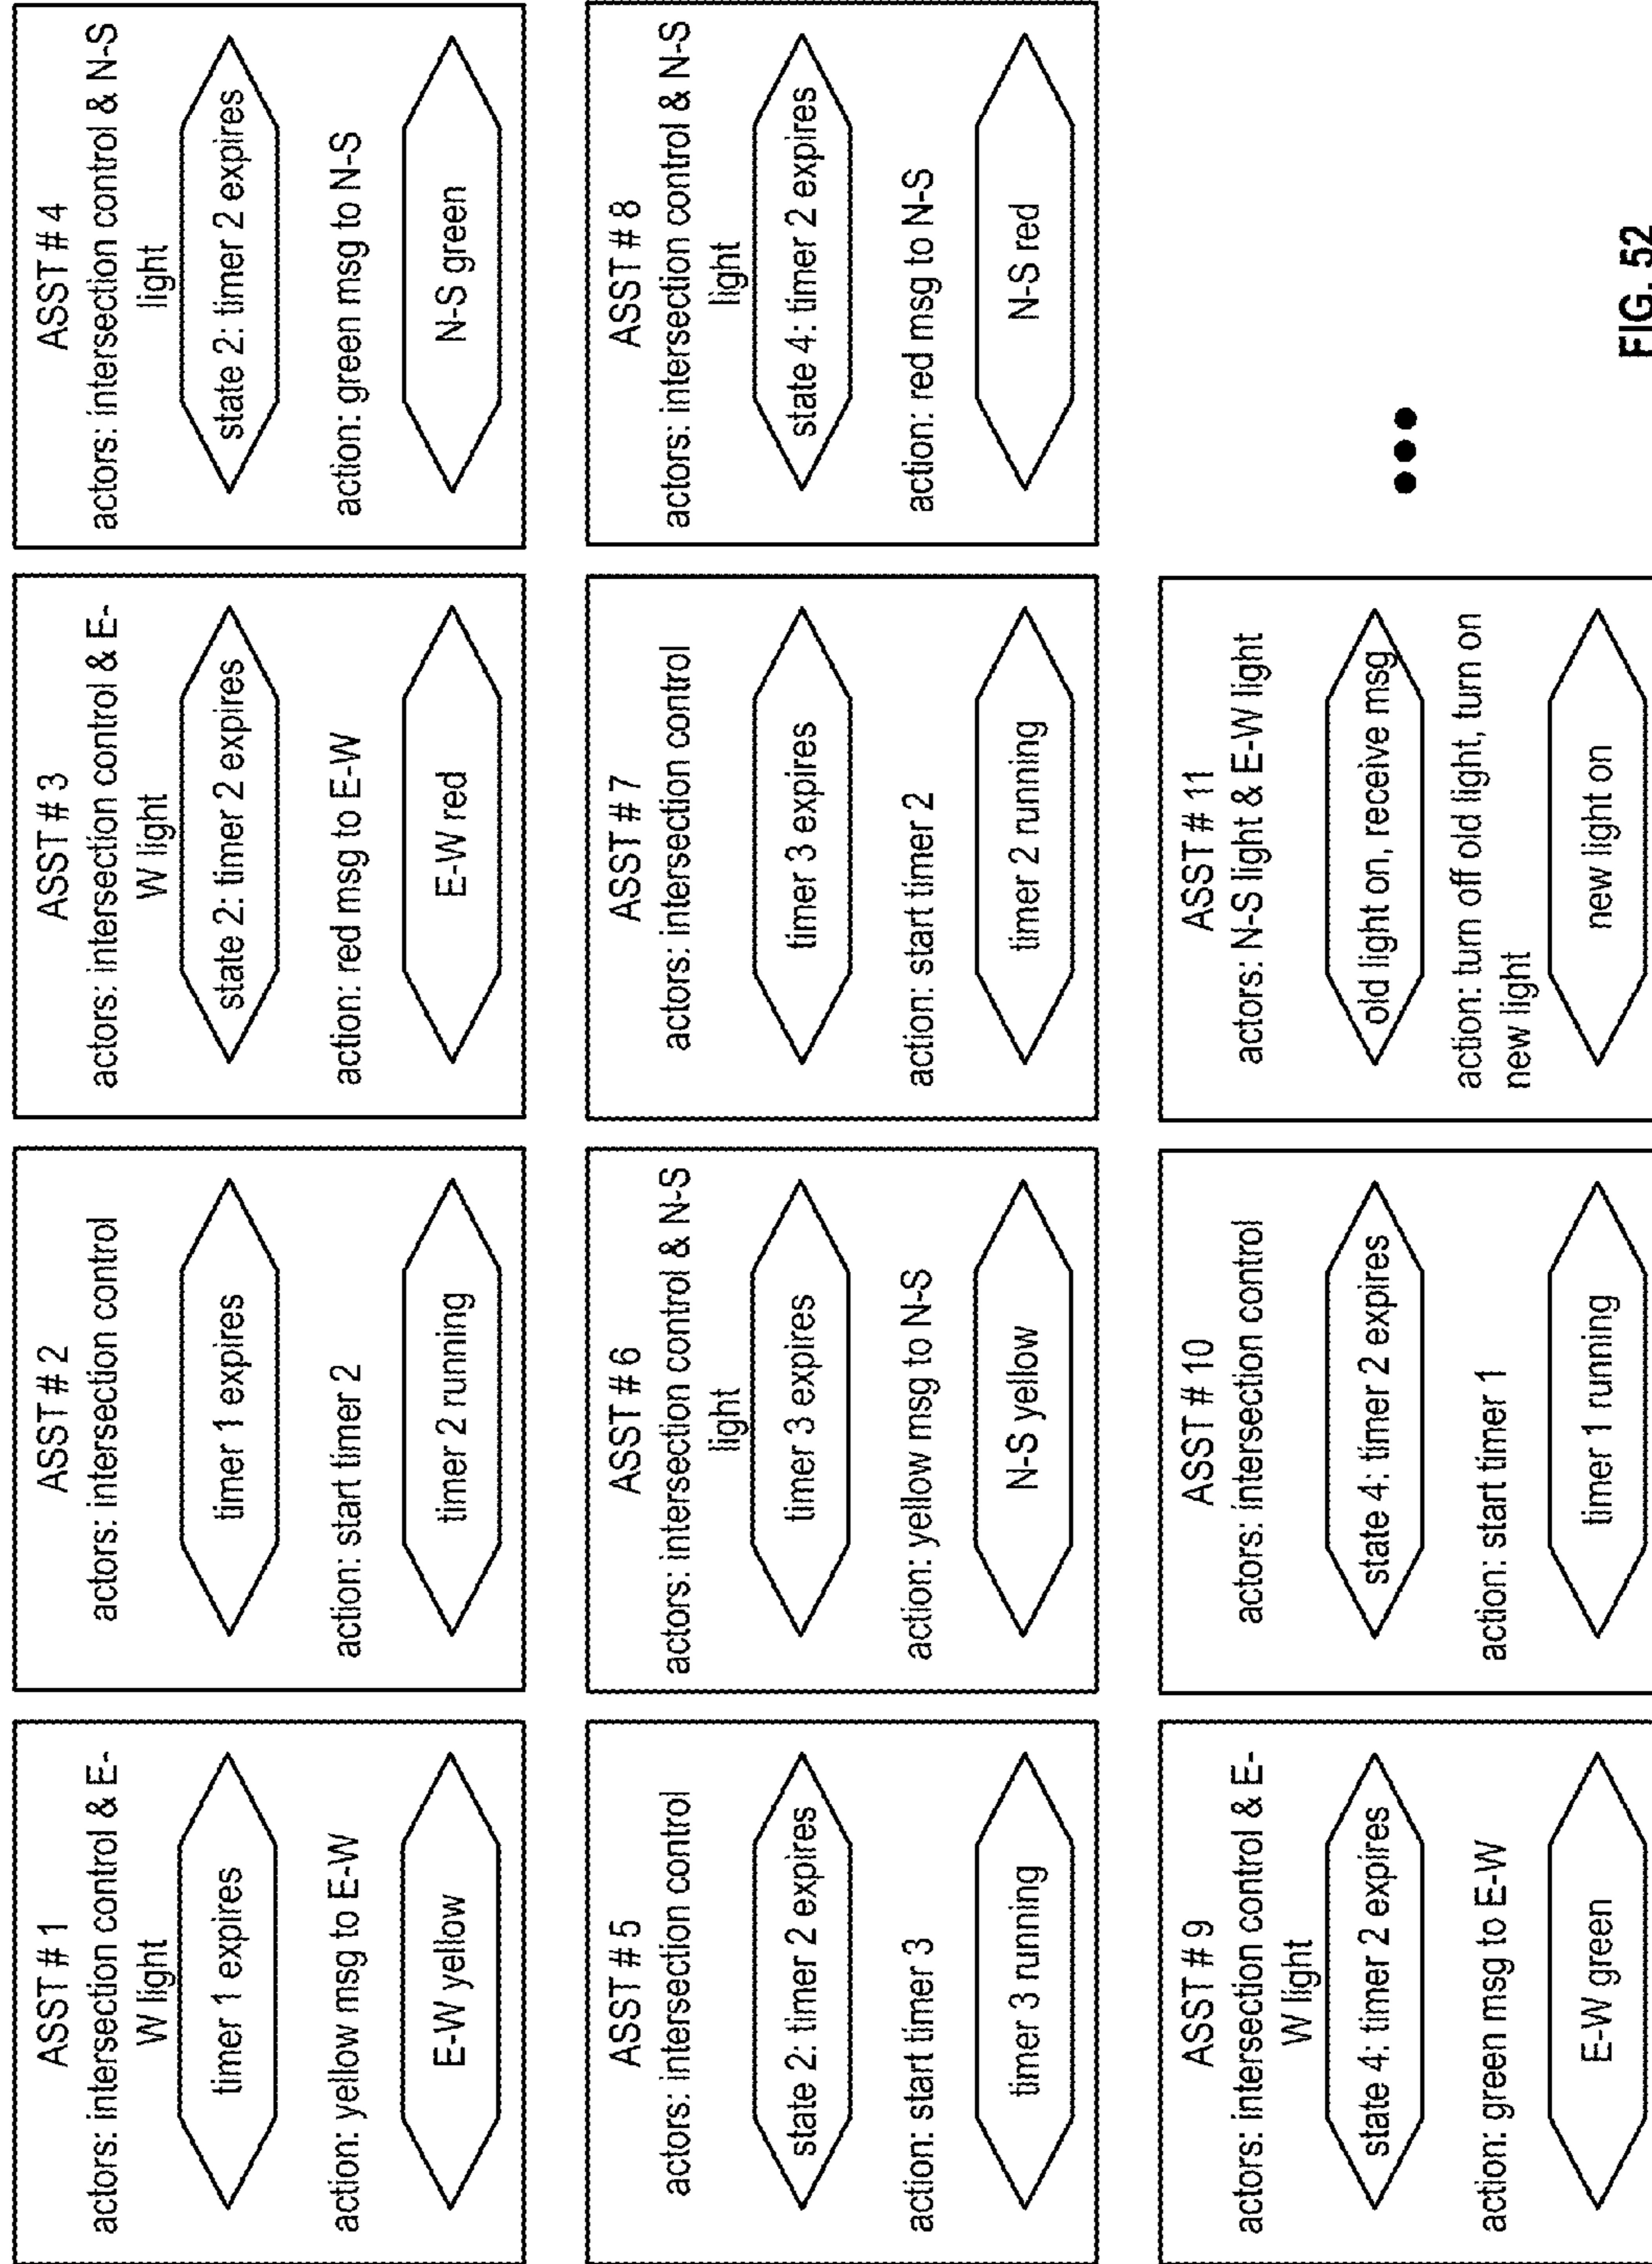 ASST # 1
actors: intersection control & E-
W light
timer 1 expires
action: yellow msg to E-W
E-W yellow
ASST # 2
actors: intersection control
timer 1 expires
action: start timer 2
timer 2 running
ASST # 3
actors: intersection control & E-
W light
state 2: timer 2 expires
action: red msg to E-W
E-W red
ASST # 4
actors: intersection control & N-S
light
state 2: timer 2 expires
action: green msg to N-S
N-S green
ASST # 5
actors: intersection control
state 2: timer 2 expires
action: start timer 3
timer 3 running
ASST # 6
actors: intersection control & N-S
light
timer 3 expires
action: yellow msg to N-S
N-S yellow
ASST # 7
actors: intersection control
timer 3 expires
action: start timer 2
timer 2 running
ASST # 8
actors: intersection control & N-S
light
state 4: timer 2 expires
action: red msg to N-S
N-S red
ASST # 9
actors: intersection control & E-
W light
state 4: timer 2 expires
action: green msg to E-W
E-W green
ASST # 10
actors: intersection control
state 4: timer 2 expires
action: start timer 1
timer 1 running
ASST # 11
actors: N-S light & E-W light
old light on, receive msg
action: turn off old light, turn on
new light
new light on
FIG. 52